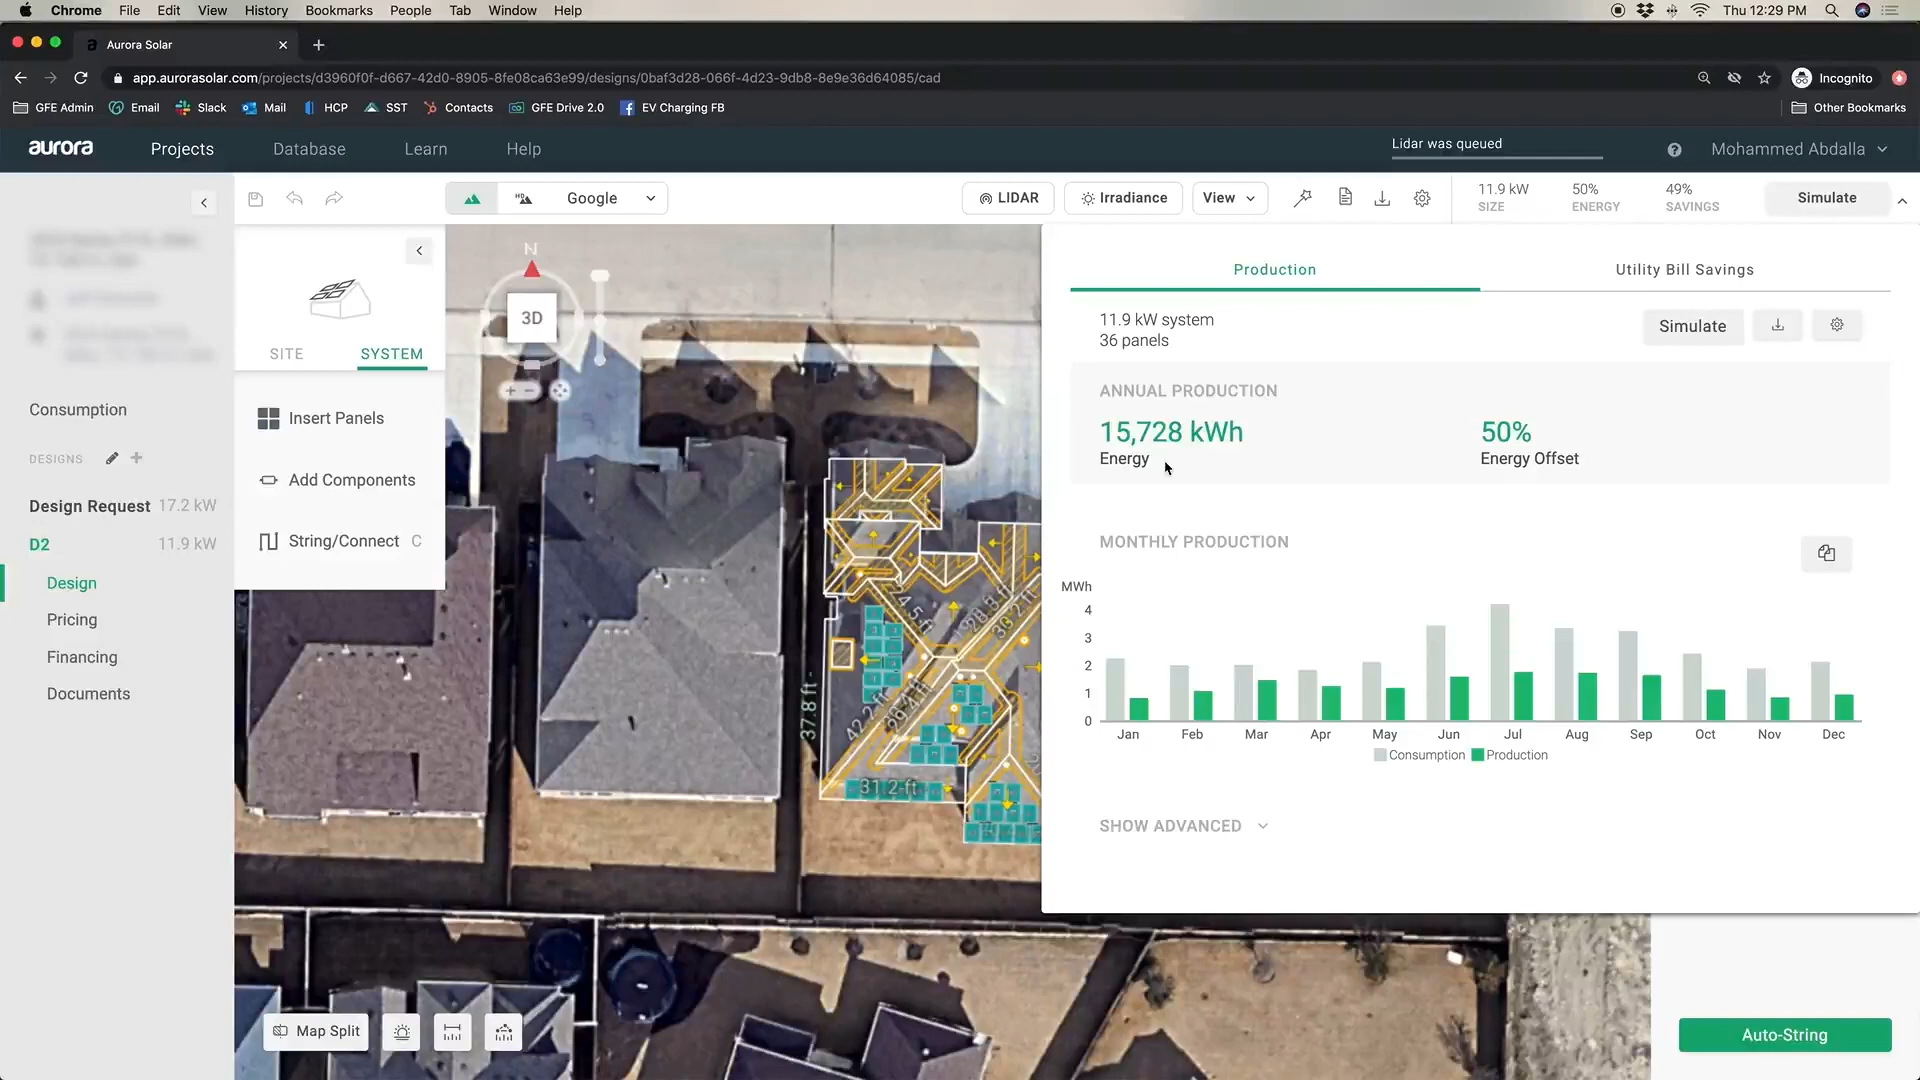 Chrome File Edit View History Bookmarks People Tab Window Help Thu 12:29 PM
Aurora Solar
app.aurorasolar.com/projects/d3960f0f-d667-42d0-8905-8fe08ca63e99/designs/0baf3d28-066f-4d23-9db8-8e9e36d64085/cad Incognito
GFE Admin Email Slack Mail HCP SST Contacts GFE Drive 2.0 EV Charging FB Other Bookmarks
aurora Projects Database Learn Help Lidar was queued Mohammed Abdalla
Google LIDAR Irradiance View 11.9 kW 50% 49% Simulate
SIZE ENERGY SAVINGS
N
3D
SITE SYSTEM
Insert Panels
Add Components
String/Connect C
Consumption
DESIGNS
Design Request 17.2 kW
D2 11.9 kW
Design
Pricing
Financing
Documents
37.8 ft
42.2 ft
31.2 ft
Production Utility Bill Savings
11.9 kW system
36 panels
Simulate
ANNUAL PRODUCTION
15,728 kWh 50%
Energy Energy Offset
MONTHLY PRODUCTION
MWh
4
3
2
1
0
Jan Feb Mar Apr May Jun Jul Aug Sep Oct Nov Dec
Consumption Production
SHOW ADVANCED
Map Split
Auto-String